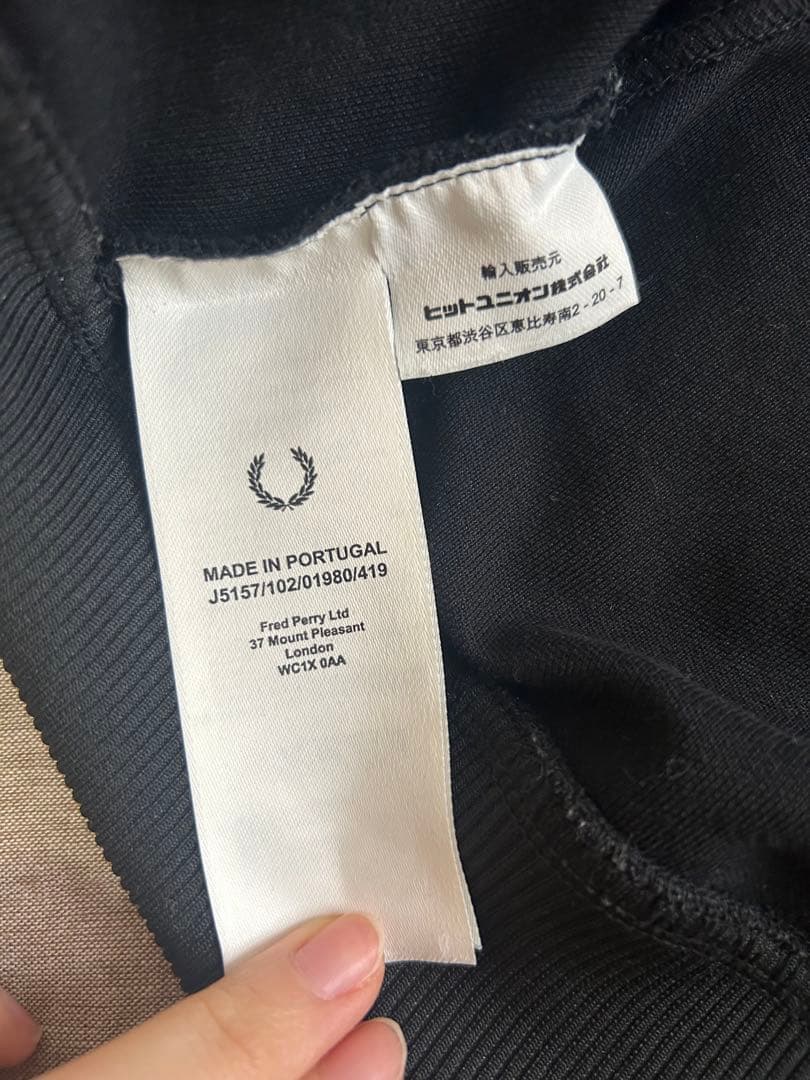 輸入販売元
ヒットユニオン株式会社
東京都渋谷区恵比寿南2-20-7
MADE IN PORTUGAL
J5157/102/01980/419
Fred Perry Ltd
37 Mount Pleasant
London
WC1X 0AA